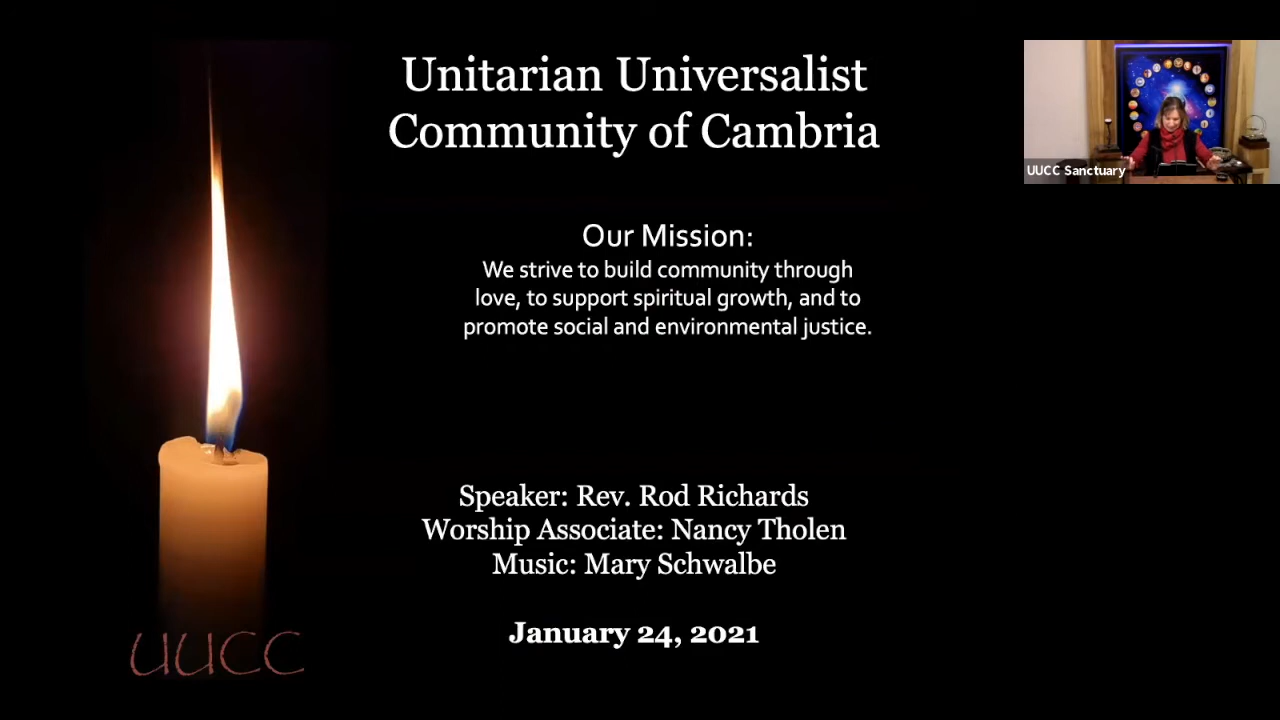 Unitarian Universalist
Community of Cambria
UUCC Sanctuary
Our Mission:
We strive to build community through
love, to support spiritual growth, and to
promote social and environmental justice.
Speaker: Rev. Rod Richards
Worship Associate: Nancy Tholen
Music: Mary Schwalbe
January 24, 2021
UUCC